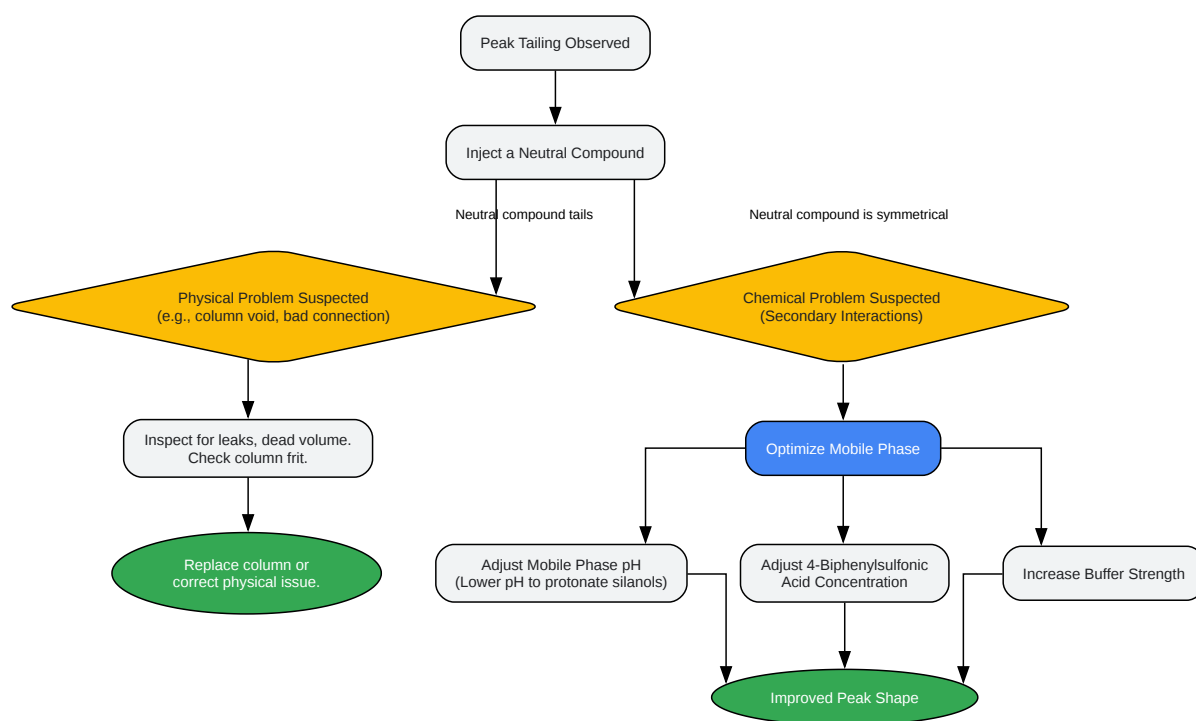 Peak Tailing Observed
Inject a Neutral Compound
Neutral compound tails
Neutral compound is symmetrical
Physical Problem Suspected
(e.g., column void, bad connection)
Chemical Problem Suspected
(Secondary Interactions)
Inspect for leaks, dead volume.
Check column frit.
Optimize Mobile Phase
Replace column or
correct physical issue.
Adjust Mobile Phase pH
(Lower pH to protonate silanols)
Adjust 4-Biphenylsulfonic
Acid Concentration
Increase Buffer Strength
Improved Peak Shape